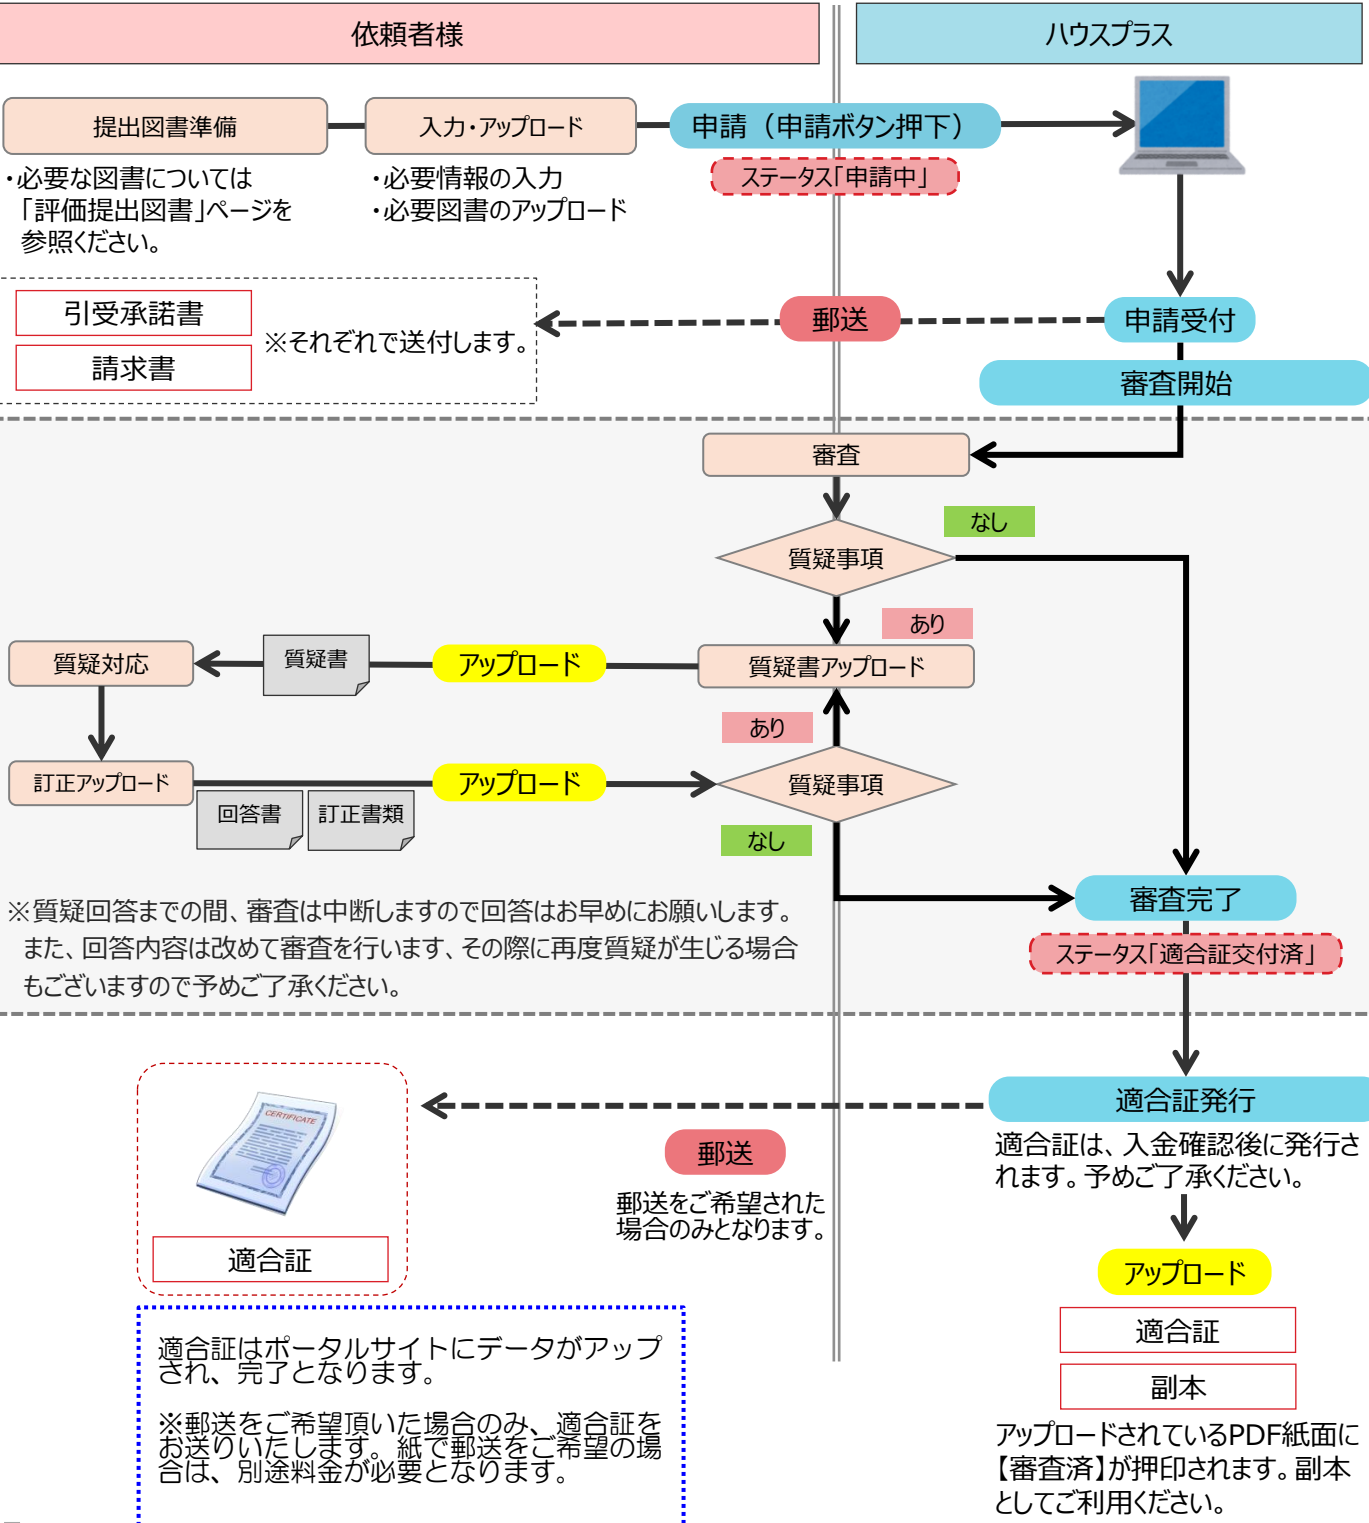 依頼者様
ハウスプラス
提出図書準備
入力・アップロード
申請（申請ボタン押下）
ステータス「申請中」
・必要な図書については
「評価提出図書」ページを
参照ください。
・必要情報の入力
・必要図書のアップロード
引受承諾書
請求書
※それぞれで送付します。
郵送
申請受付
審査開始
審査
質疑事項
なし
あり
質疑書アップロード
アップロード
質疑書
質疑対応
訂正アップロード
回答書
訂正書類
アップロード
あり
質疑事項
なし
審査完了
ステータス「適合証交付済」
※質疑回答までの間、審査は中断しますので回答はお早めにお願いします。
また、回答内容は改めて審査を行います、その際に再度質疑が生じる場合
もございますので予めご了承ください。
適合証発行
適合証は、入金確認後に発行さ
れます。予めご了承ください。
郵送
郵送をご希望された
場合のみとなります。
CERTIFICATE
適合証
アップロード
適合証
副本
アップロードされているPDF紙面に
【審査済】が押印されます。副本
としてご利用ください。
適合証はポータルサイトにデータがアップ
され、完了となります。
※郵送をご希望頂いた場合のみ、適合証を
お送りいたします。紙で郵送をご希望の場
合は、別途料金が必要となります。